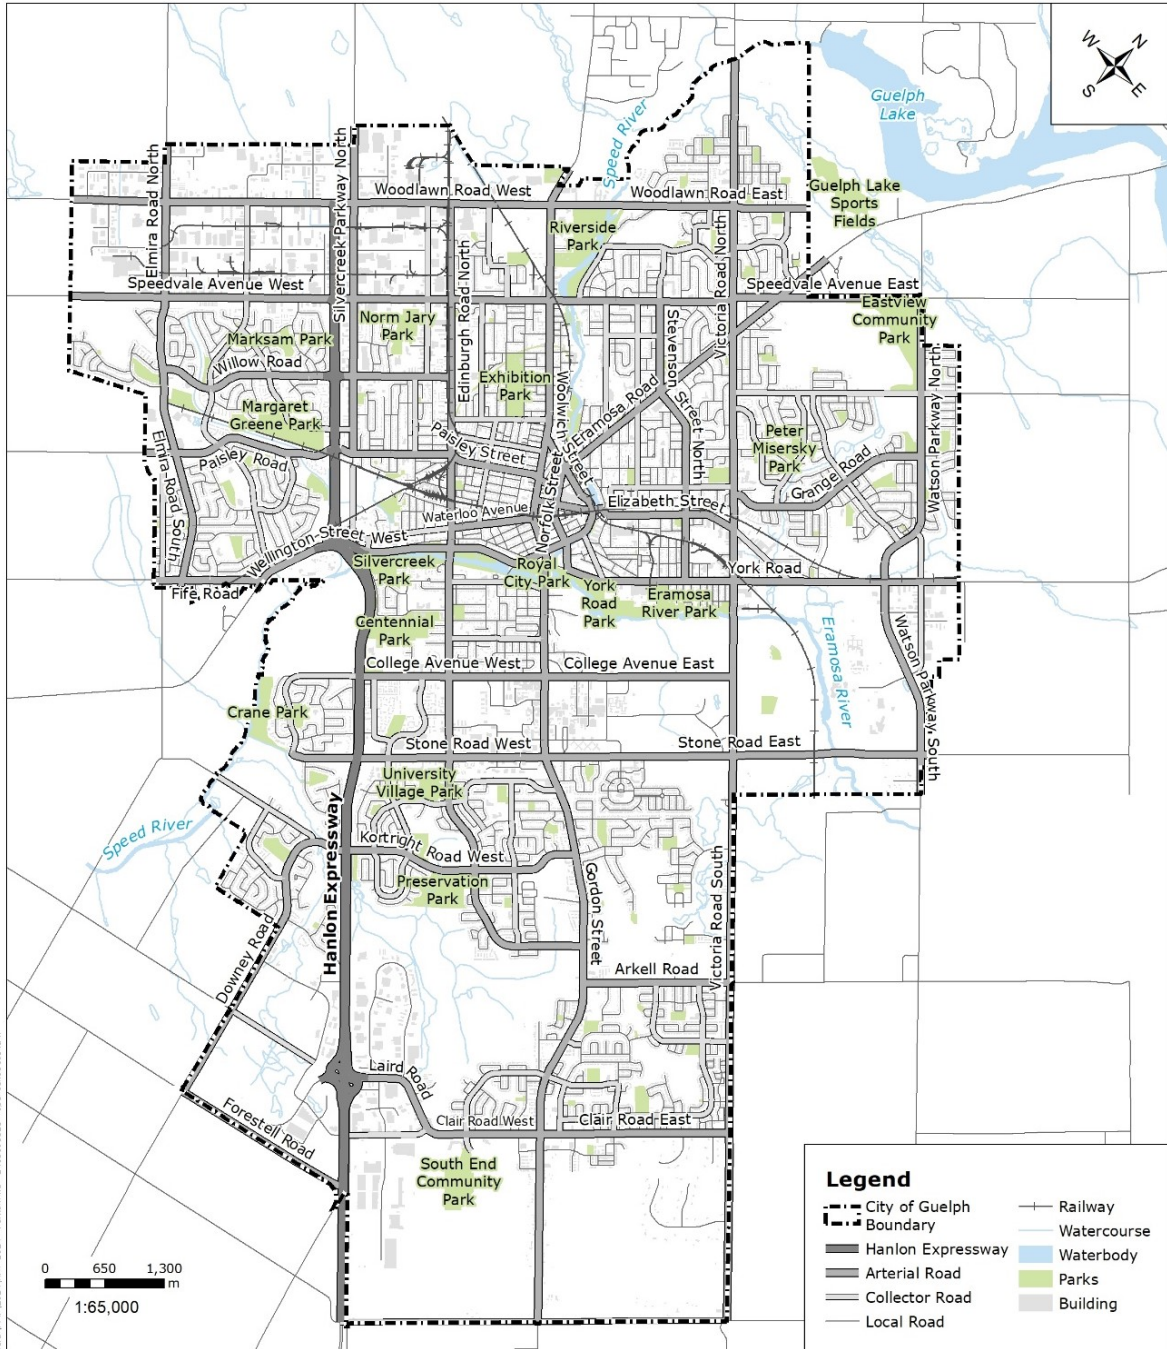 W
N
S
E
Guelph
Lake
Speed River
Elmira Road North
Silvercreek Parkway North
Woodlawn Road West
Woodlawn Road East
Guelph Lake
Sports
Fields
Riverside
Park
Edinburgh Road North
Victoria Road North
Speedvale Avenue West
Speedvale Avenue East
Eastview
Community
Park
Marksam Park
Norm Jary
Park
Stevenson Street North
Willow Road
Exhibition
Park
Woolwich Street
Eramosa Road
Watson Parkway North
Margaret
Greene Park
Paisley Street
Peter
Misersky
Park
Paisley Road
Elmira Road South
Grange Road
Norfolk Street
Waterloo Avenue
Elizabeth Street
Wellington Street West
Silvercreek
Park
Royal
City Park
York Road
Fife Road
York
Road
Park
Eramosa
River Park
Centennial
Park
Eramosa River
Watson Parkway South
College Avenue West
College Avenue East
Crane Park
Stone Road West
Stone Road East
University
Village Park
Speed River
Hanlon Expressway
Kortright Road West
Preservation
Park
Gordon Street
Victoria Road South
Downey Road
Arkell Road
Laird Road
Forestell Road
Clair Road West
Clair Road East
South End
Community
Park
0 650 1,300
m
1:65,000
Legend
City of Guelph
Boundary
Hanlon Expressway
Arterial Road
Collector Road
Local Road
Railway
Watercourse
Waterbody
Parks
Building